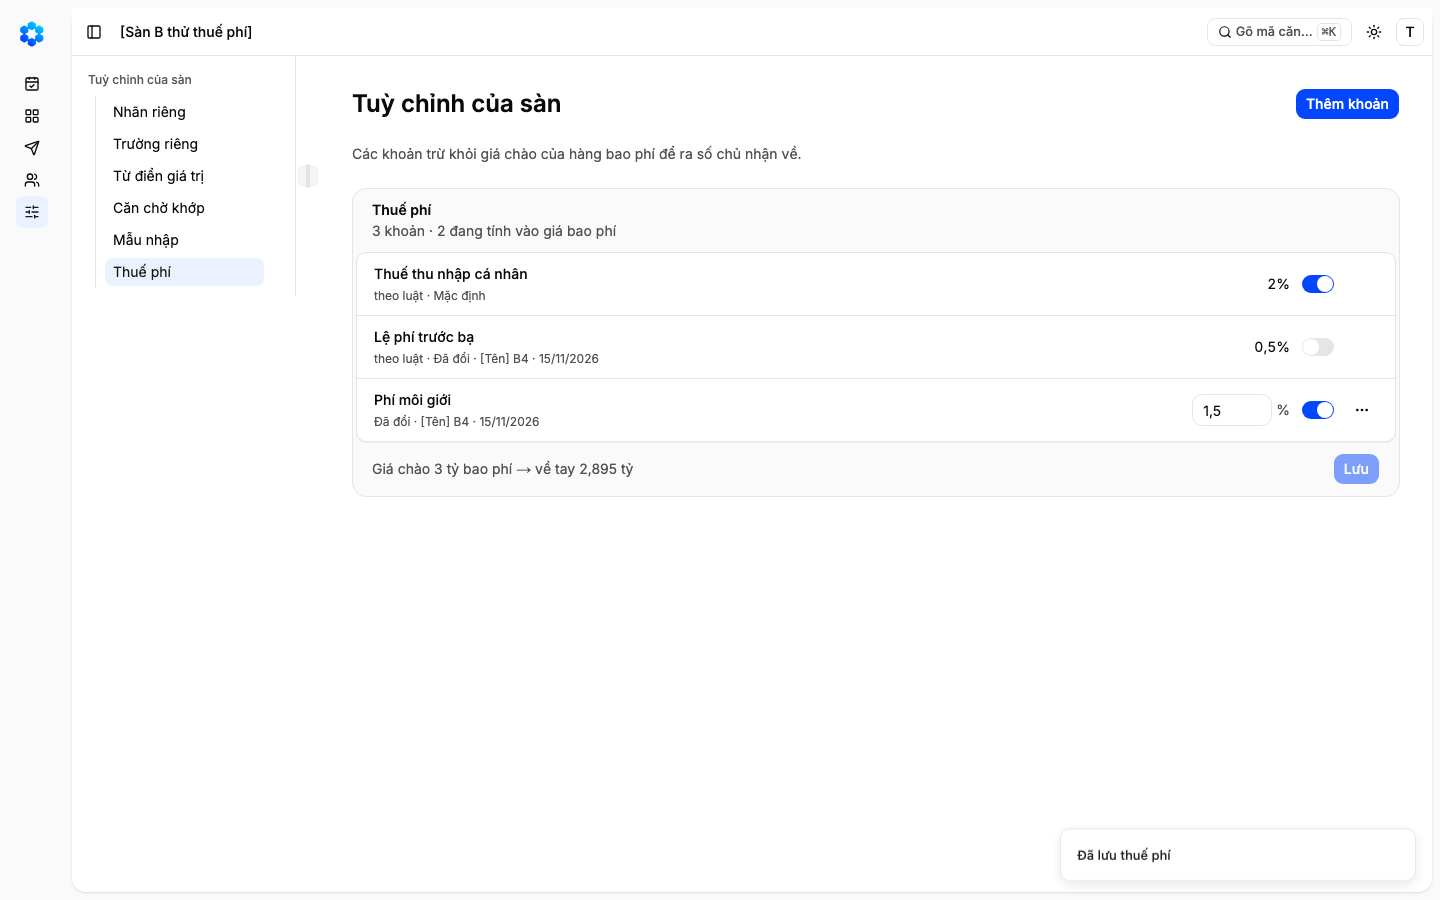 [Sàn B thử thuế phí]
Gõ mã căn... ⌘K
T
Tuỳ chỉnh của sàn
Nhãn riêng
Trường riêng
Từ điển giá trị
Căn chờ khớp
Mẫu nhập
Thuế phí
Tuỳ chỉnh của sàn
Thêm khoản
Các khoản trừ khỏi giá chào của hàng bao phí để ra số chủ nhận về.
Thuế phí
3 khoản · 2 đang tính vào giá bao phí
Thuế thu nhập cá nhân
theo luật · Mặc định
2%
Lệ phí trước bạ
theo luật · Đã đổi · [Tên] B4 · 15/11/2026
0,5%
Phí môi giới
Đã đổi · [Tên] B4 · 15/11/2026
1,5 %
Giá chào 3 tỷ bao phí → về tay 2,895 tỷ
Lưu
Đã lưu thuế phí